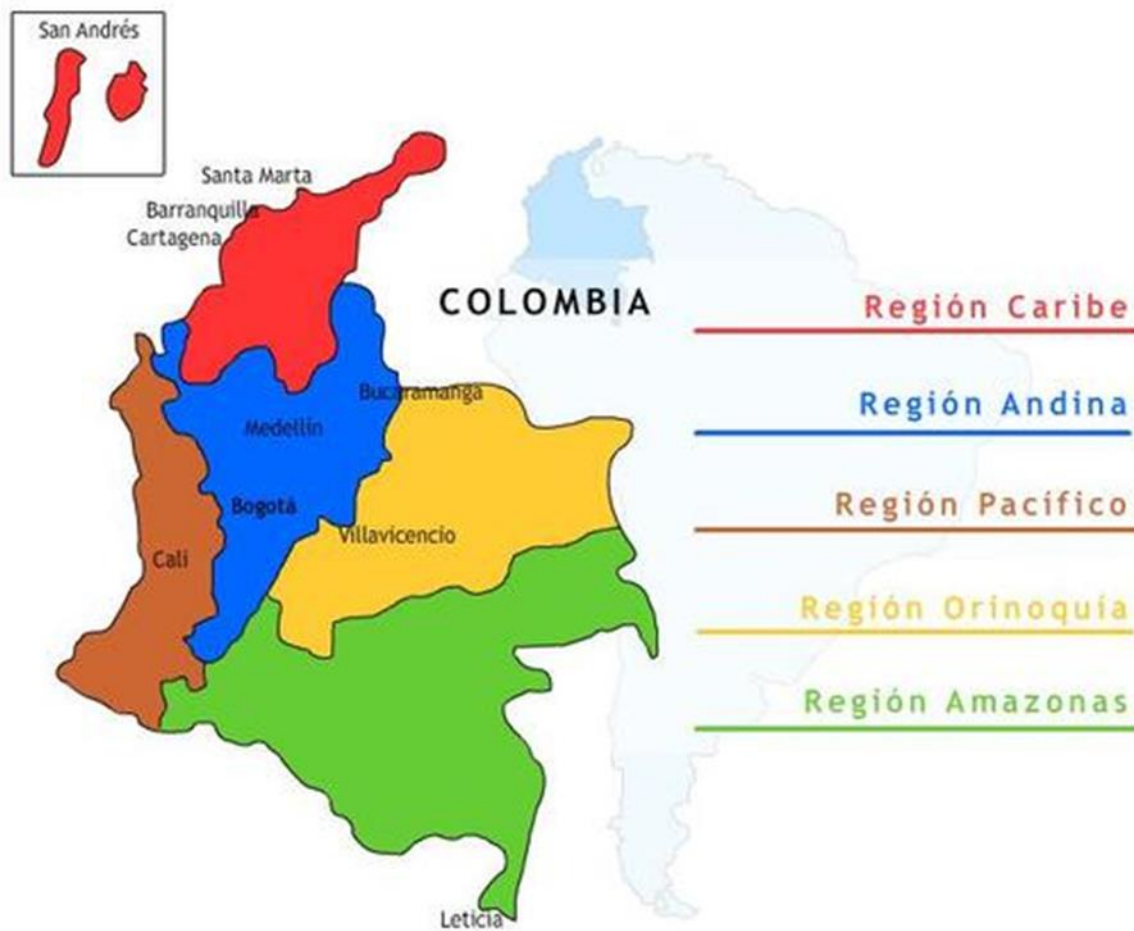 San Andrés
Santa Marta
Barranquilla
Cartagena
COLOMBIA
Región Caribe
Bucaramanga
Región Andina
Medellín
Bogotá
Región Pacífico
Villavicencio
Cali
Región Orinoquía
Región Amazonas
Leticia